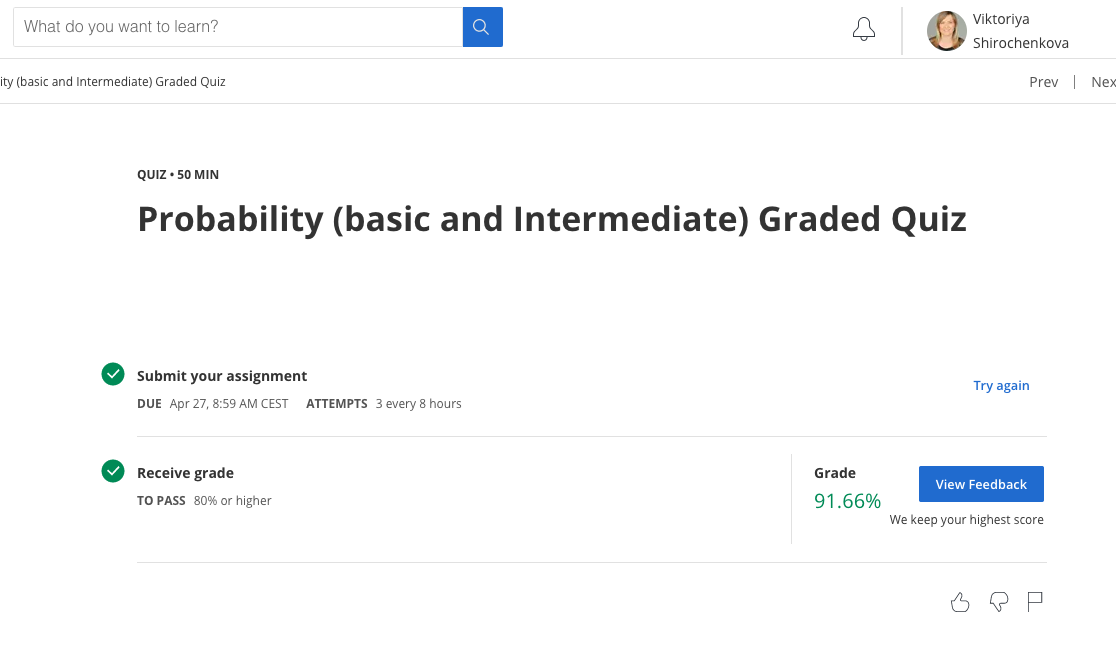 What do you want to learn?
Viktoriya
Shirochenkova
ity (basic and Intermediate) Graded Quiz
Prev
Nex
QUIZ • 50 MIN
Probability (basic and Intermediate) Graded Quiz
Submit your assignment
DUE Apr 27, 8:59 AM CEST ATTEMPTS 3 every 8 hours
Try again
Receive grade
TO PASS 80% or higher
Grade
91.66%
View Feedback
We keep your highest score